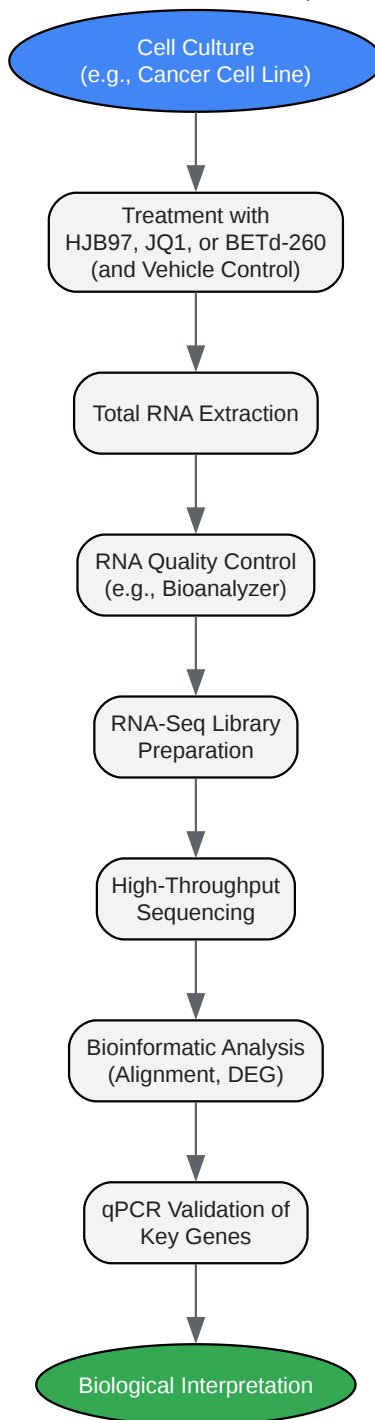 Cell Culture
(e.g., Cancer Cell Line)
Treatment with
HJB97, JQ1, or BETd-260
(and Vehicle Control)
Total RNA Extraction
RNA Quality Control
(e.g., Bioanalyzer)
RNA-Seq Library
Preparation
High-Throughput
Sequencing
Bioinformatic Analysis
(Alignment, DEG)
qPCR Validation of
Key Genes
Biological Interpretation